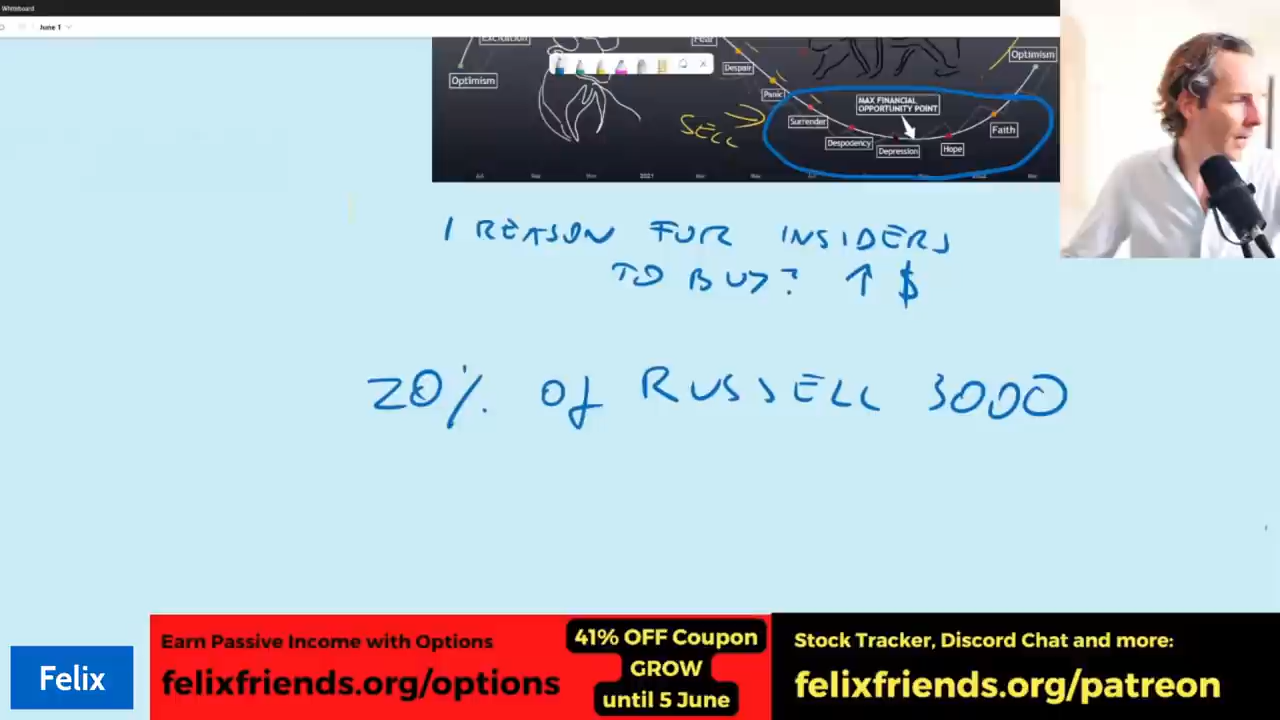 Whiteboard
June 1
Optimism
Fear
Despair
Panic
Surrender
Despodency
Depression
Hope
Faith
Optimism
MAX FINANCIAL
OPPORTUNITY POINT
SELL
2021
1 REASON FOR INSIDERS
TO BUY? ↑ $
20% of RUSSELL 3000
Felix
Earn Passive Income with Options
felixfriends.org/options
41% OFF Coupon
GROW
until 5 June
Stock Tracker, Discord Chat and more:
felixfriends.org/patreon